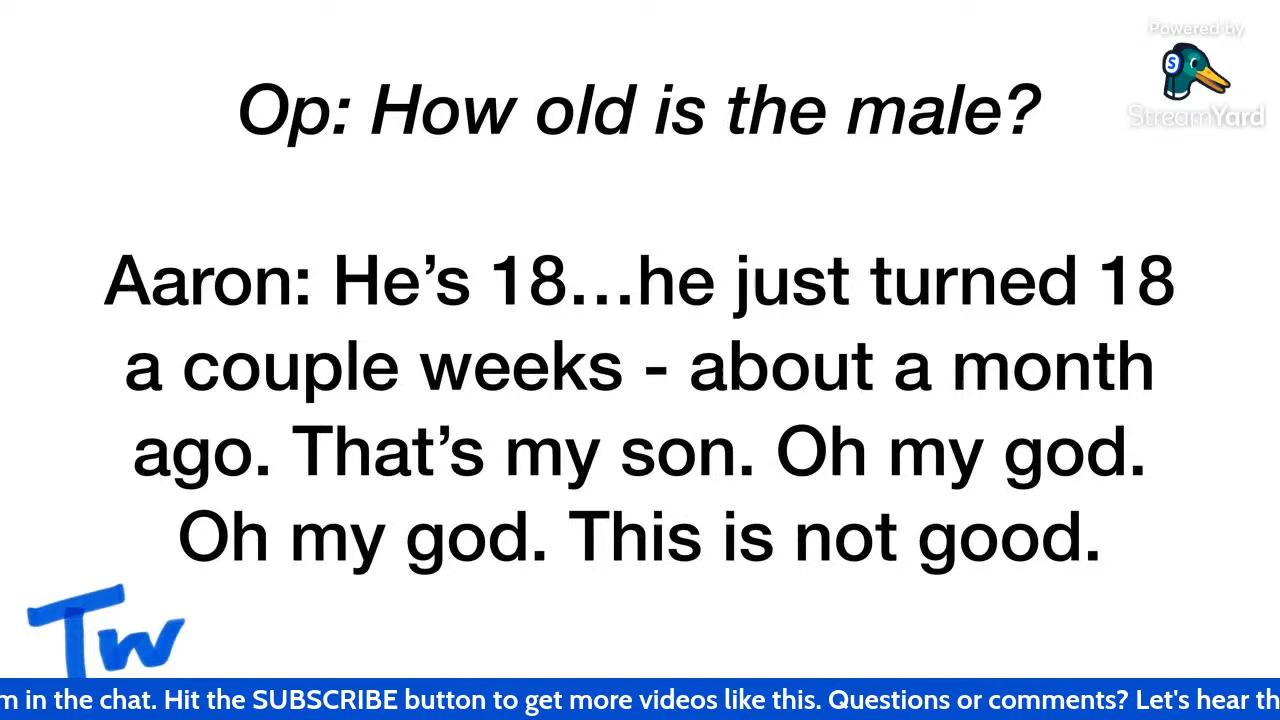 Powered by
S
StreamYard
Op: How old is the male?
Aaron: He’s 18…he just turned 18
a couple weeks - about a month
ago. That’s my son. Oh my god.
Oh my god. This is not good.
Tw
m in the chat. Hit the SUBSCRIBE button to get more videos like this. Questions or comments? Let's hear th